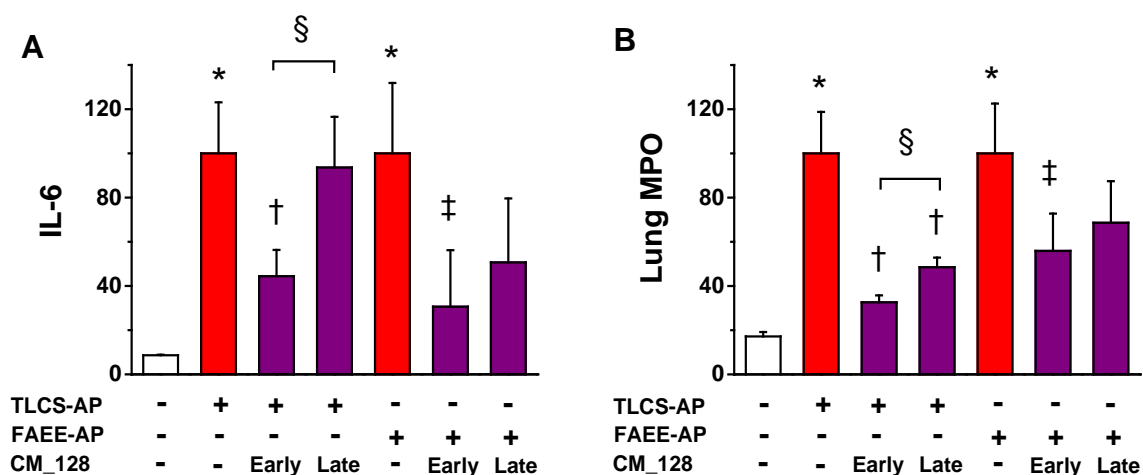 A
B
§
*
*
*
*
120
80
40
0
IL-6
†
‡
120
80
40
0
Lung MPO
§
†
†
‡
TLCS-AP - + + + - - -
FAEE-AP - - - - + + +
CM_128 - - Early Late - Early Late
TLCS-AP - + + + - - -
FAEE-AP - - - - + + +
CM_128 - - Early Late - Early Late